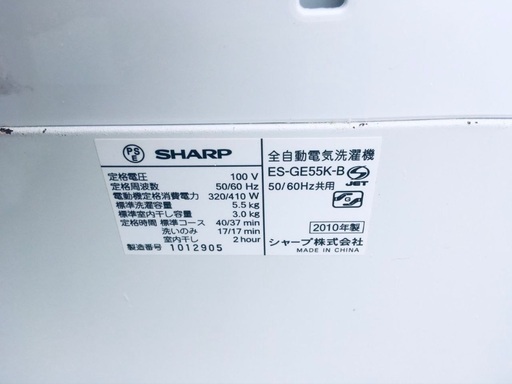 PS E SHARP
定格電圧 100 V
定格周波数 50/60 Hz
電動機定格消費電力 320/410 W
標準洗濯容量 5.5 kg
標準室内干し容量 3.0 kg
定格時間 標準コース 40/37 min
洗いのみ 17/17 min
室内干し 2 hour
製造番号 1012905
全自動電気洗濯機
ES-GE55K-B
50/60Hz共用
S JET
G
2010年製
シャープ株式会社
MADE IN CHINA